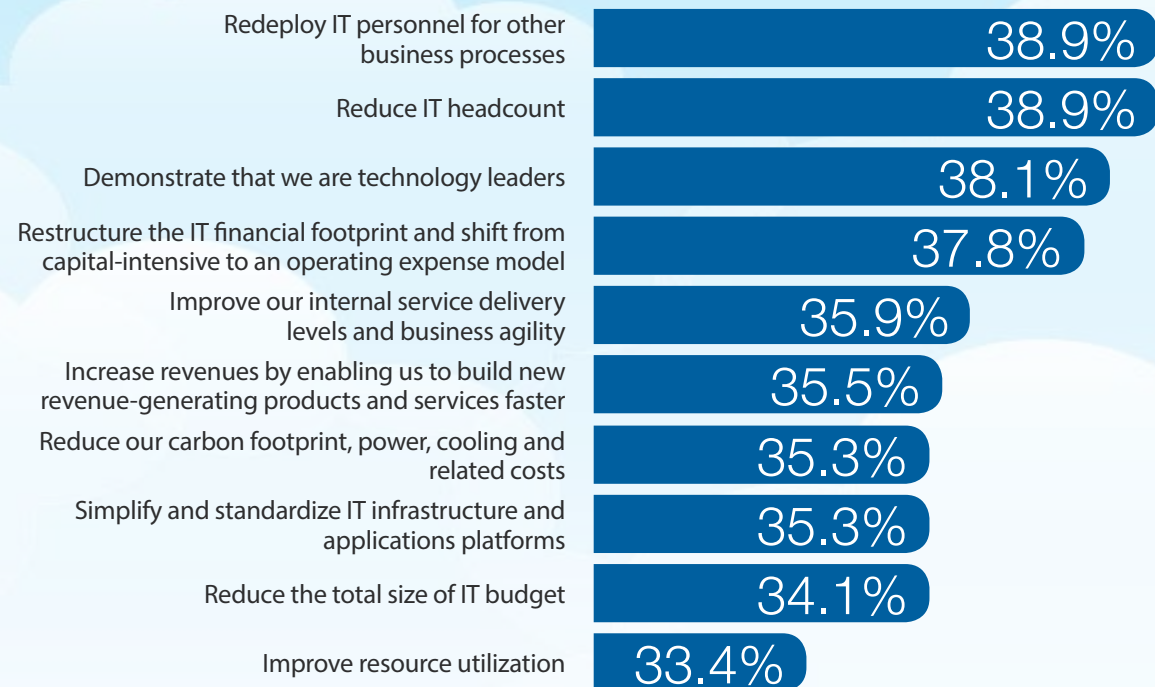 Redeploy IT personnel for other
business processes
38.9%
Reduce IT headcount
38.9%
Demonstrate that we are technology leaders
38.1%
Restructure the IT financial footprint and shift from
capital-intensive to an operating expense model
37.8%
Improve our internal service delivery
levels and business agility
35.9%
Increase revenues by enabling us to build new
revenue-generating products and services faster
35.5%
Reduce our carbon footprint, power, cooling and
related costs
35.3%
Simplify and standardize IT infrastructure and
applications platforms
35.3%
Reduce the total size of IT budget
34.1%
Improve resource utilization
33.4%